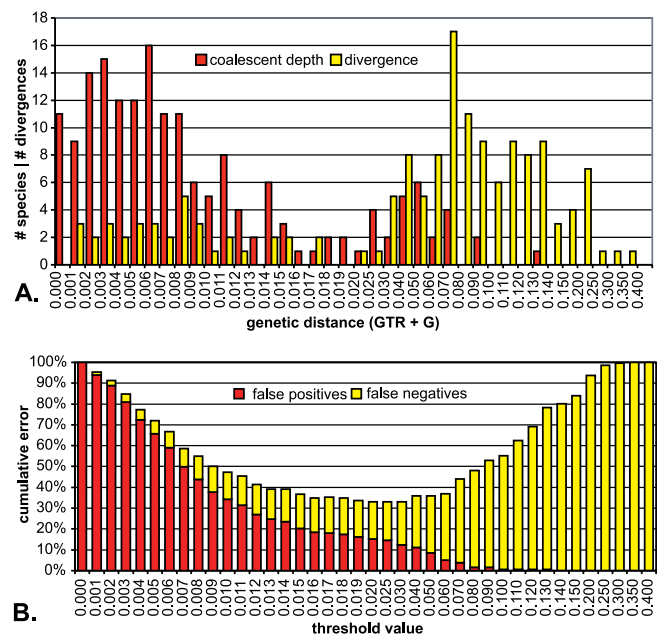 18
16
14
12
10
8
6
4
2
0
# species | # divergences
coalescent depth divergence
0.000 0.001 0.002 0.003 0.004 0.005 0.006 0.007 0.008 0.009 0.010 0.011 0.012 0.013 0.014 0.015 0.016 0.017 0.018 0.019 0.020 0.025 0.030 0.040 0.050 0.060 0.070 0.080 0.090 0.100 0.110 0.120 0.130 0.140 0.150 0.200 0.250 0.300 0.350 0.400
A.
genetic distance (GTR + G)
100%
90%
80%
70%
60%
50%
40%
30%
20%
10%
0%
cumulative error
false positives false negatives
0.000 0.001 0.002 0.003 0.004 0.005 0.006 0.007 0.008 0.009 0.010 0.011 0.012 0.013 0.014 0.015 0.016 0.017 0.018 0.019 0.020 0.025 0.030 0.040 0.050 0.060 0.070 0.080 0.090 0.100 0.110 0.120 0.130 0.140 0.150 0.200 0.250 0.300 0.350 0.400
B.
threshold value